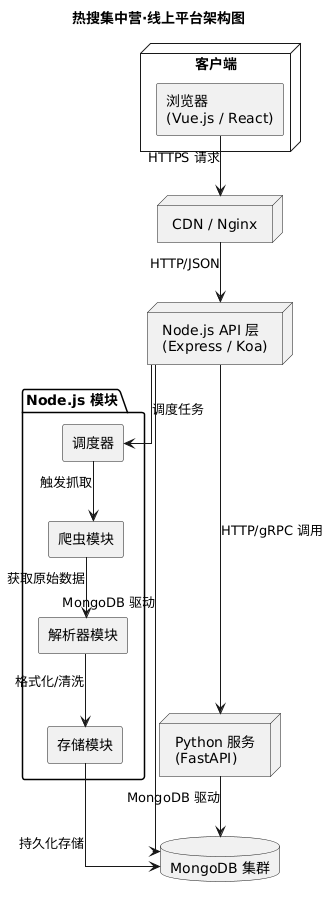 热搜集中营·线上平台架构图
客户端
浏览器
(Vue.js / React)
HTTPS 请求
CDN / Nginx
HTTP/JSON
Node.js API 层
(Express / Koa)
Node.js 模块
调度任务
调度器
触发抓取
爬虫模块
HTTP/gRPC 调用
获取原始数据
MongoDB 驱动
解析器模块
格式化/清洗
存储模块
Python 服务
(FastAPI)
MongoDB 驱动
持久化存储
MongoDB 集群